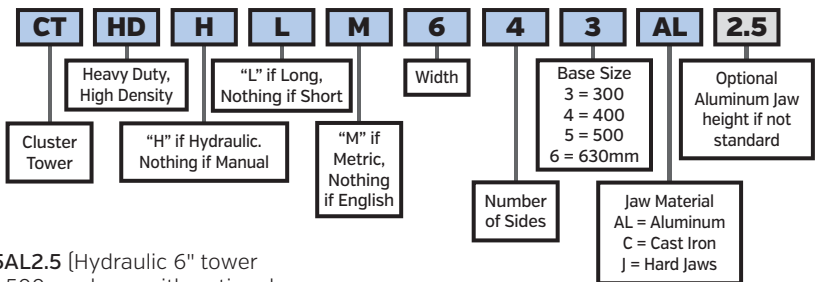 CT HD H L M 6 4 3 AL 2.5
Heavy Duty,
High Density
"L" if Long,
Nothing if Short
Width
Base Size
3 = 300
4 = 400
5 = 500
6 = 630mm
Optional
Aluminum Jaw
height if not
standard
Cluster
Tower
"H" if Hydraulic.
Nothing if Manual
"M" if
Metric,
Nothing
if English
Number
of Sides
Jaw Material
AL = Aluminum
C = Cast Iron
J = Hard Jaws
5AL2.5 (Hydraulic 6" tower